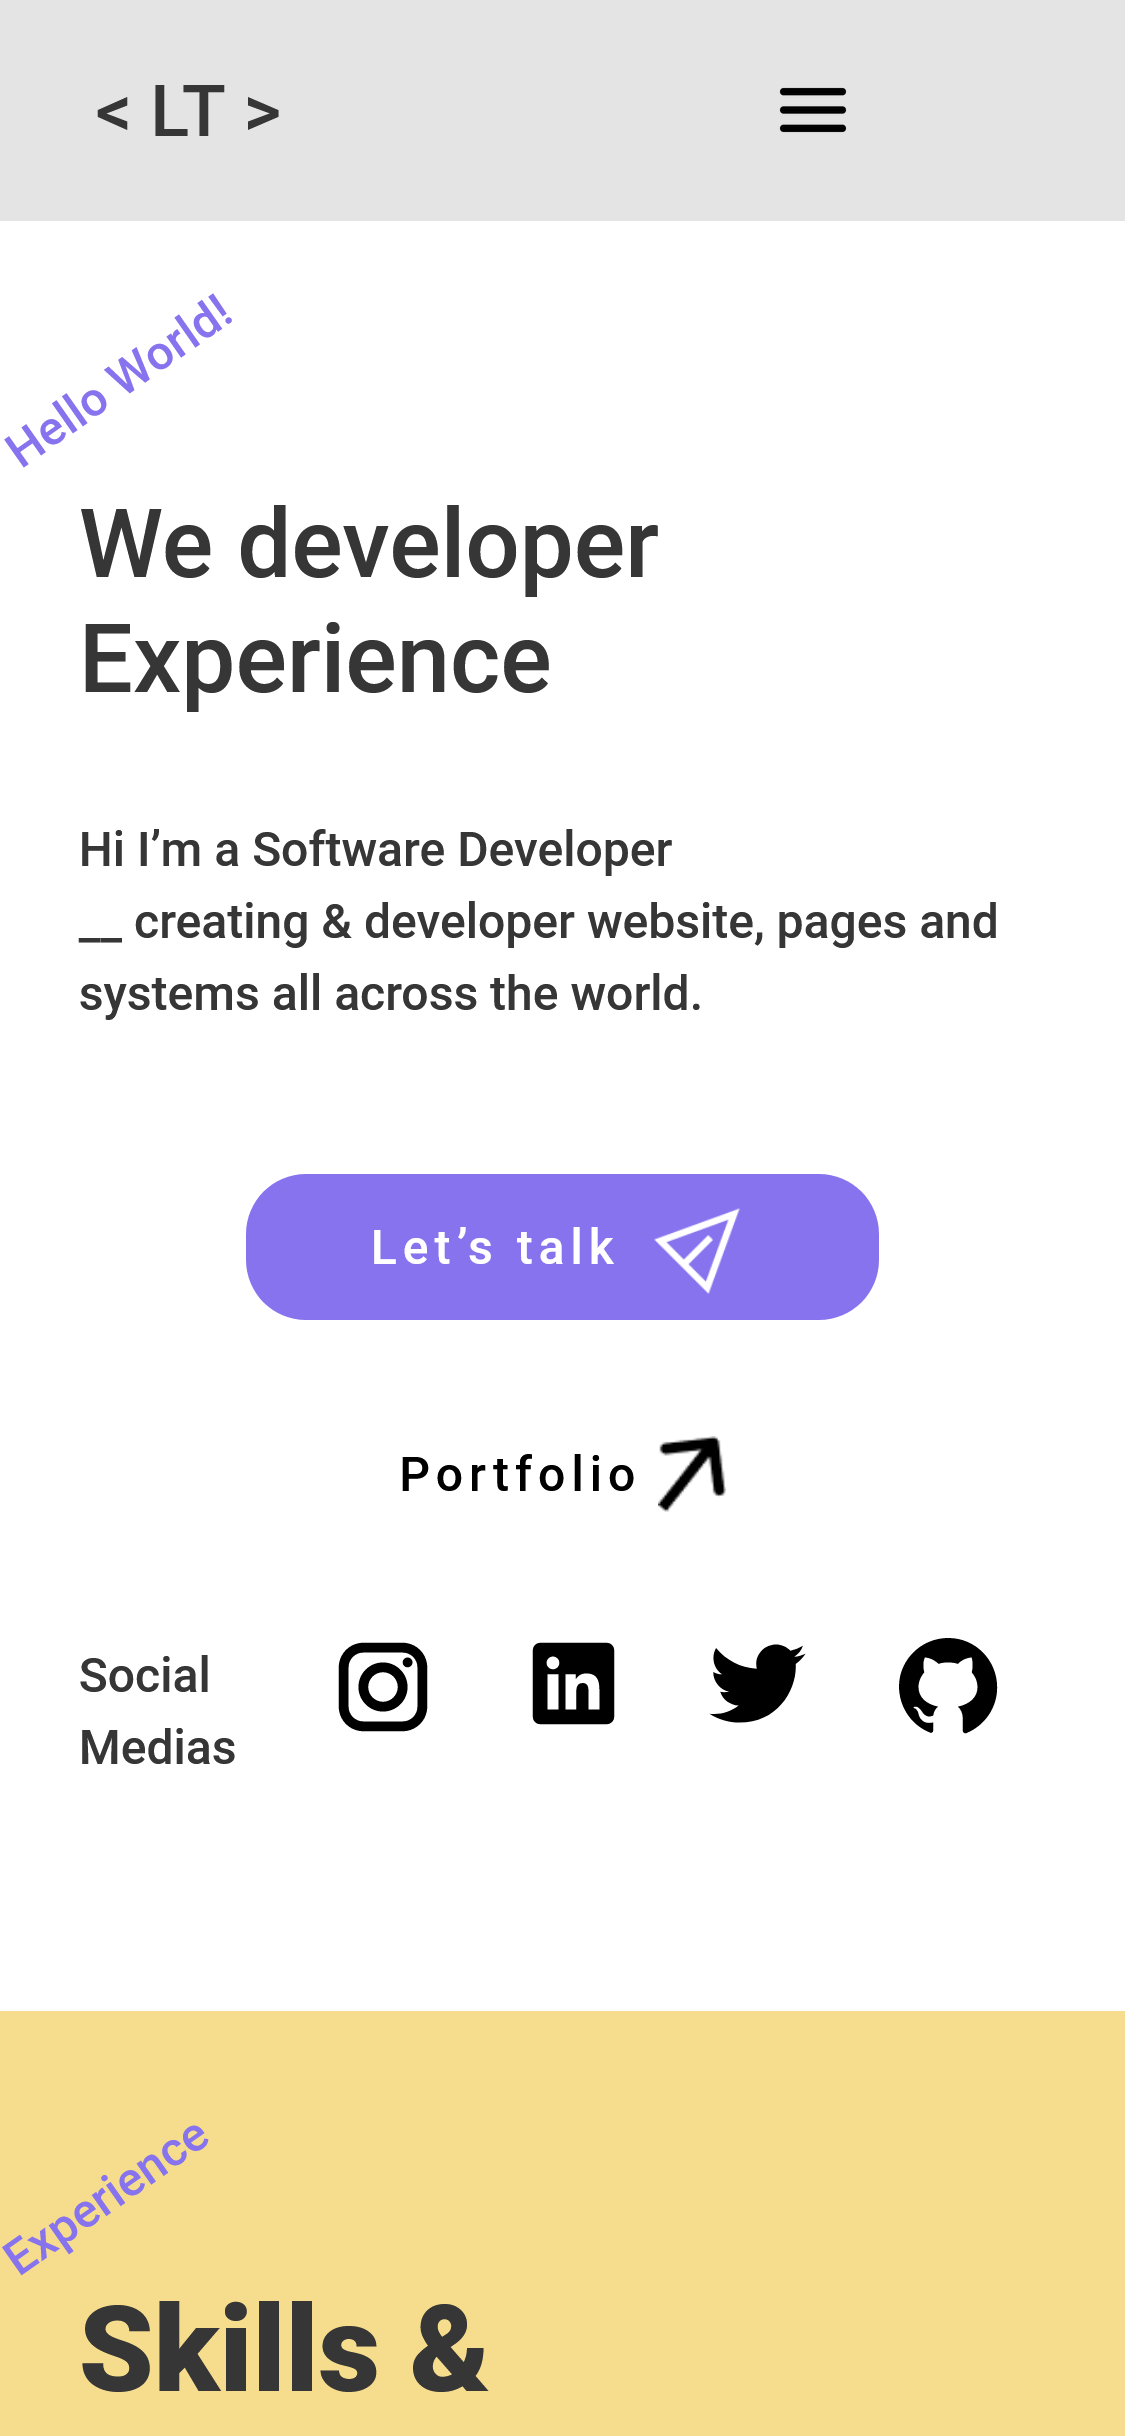 < LT >
Hello World!
We developer
Experience
Hi I’m a Software Developer
__ creating & developer website, pages and
systems all across the world.
Let’s talk
Portfolio
Social
Medias
in
Experience
Skills &